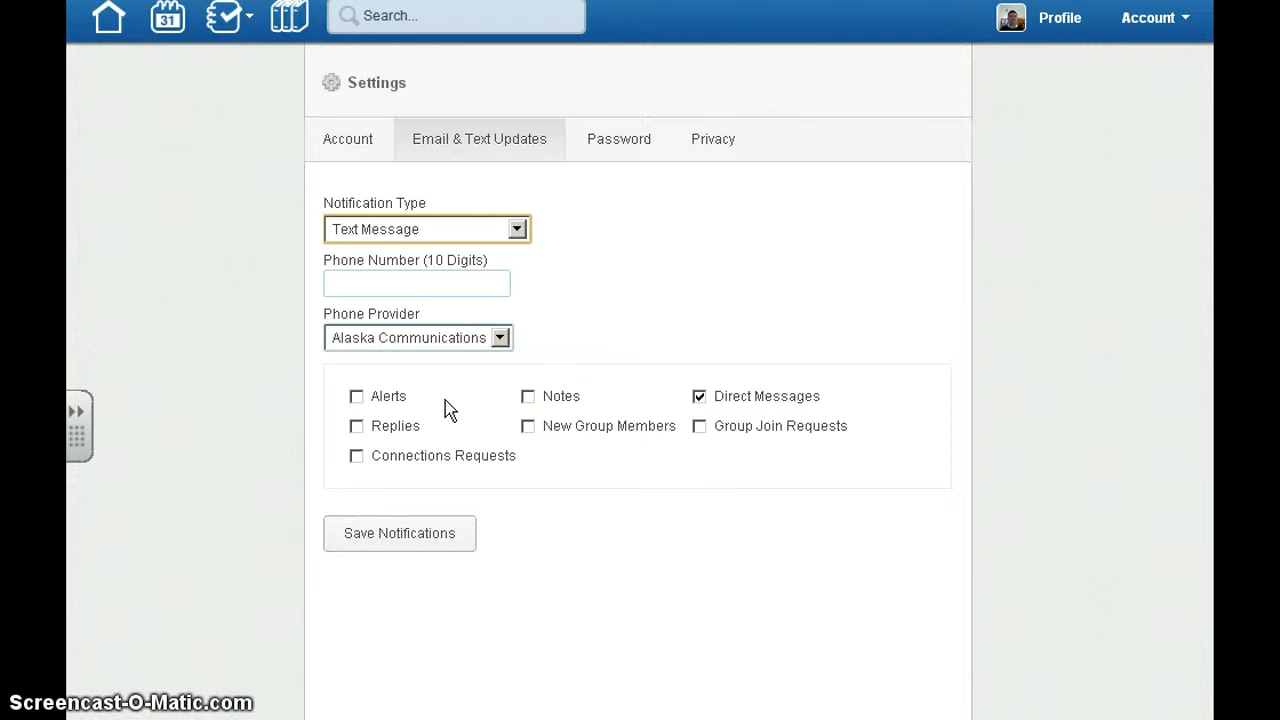 31
Search...
Profile
Account
Settings
Account
Email & Text Updates
Password
Privacy
Notification Type
Text Message
Phone Number (10 Digits)
Phone Provider
Alaska Communications
Alerts
Notes
Direct Messages
Replies
New Group Members
Group Join Requests
Connections Requests
Save Notifications
Screencast-O-Matic.com